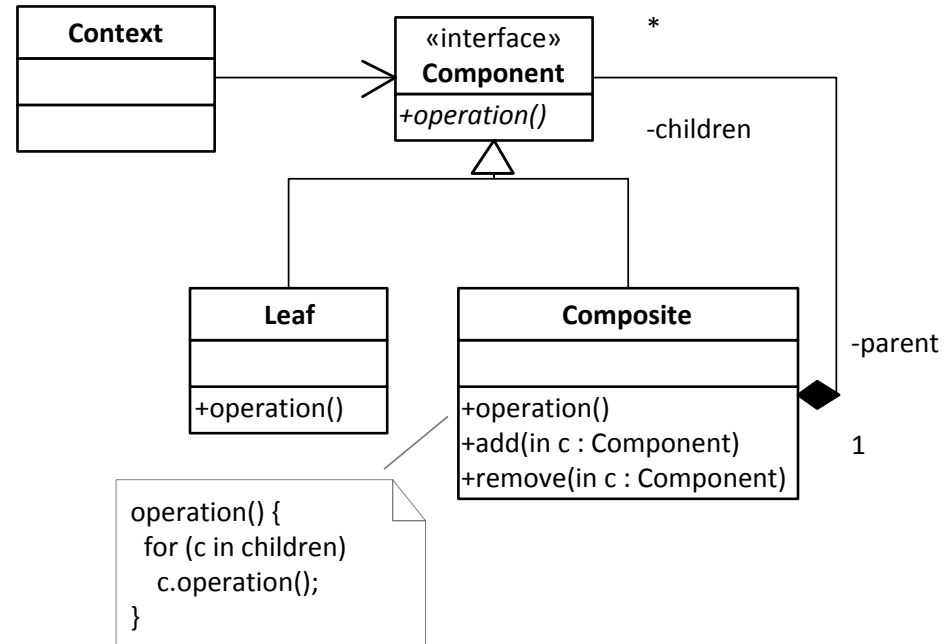 Context
«interface»
Component
+operation()
*
-children
Leaf
+operation()
Composite
+operation()
+add(in c : Component)
+remove(in c : Component)
-parent
1
operation() {
for (c in children)
c.operation();
}